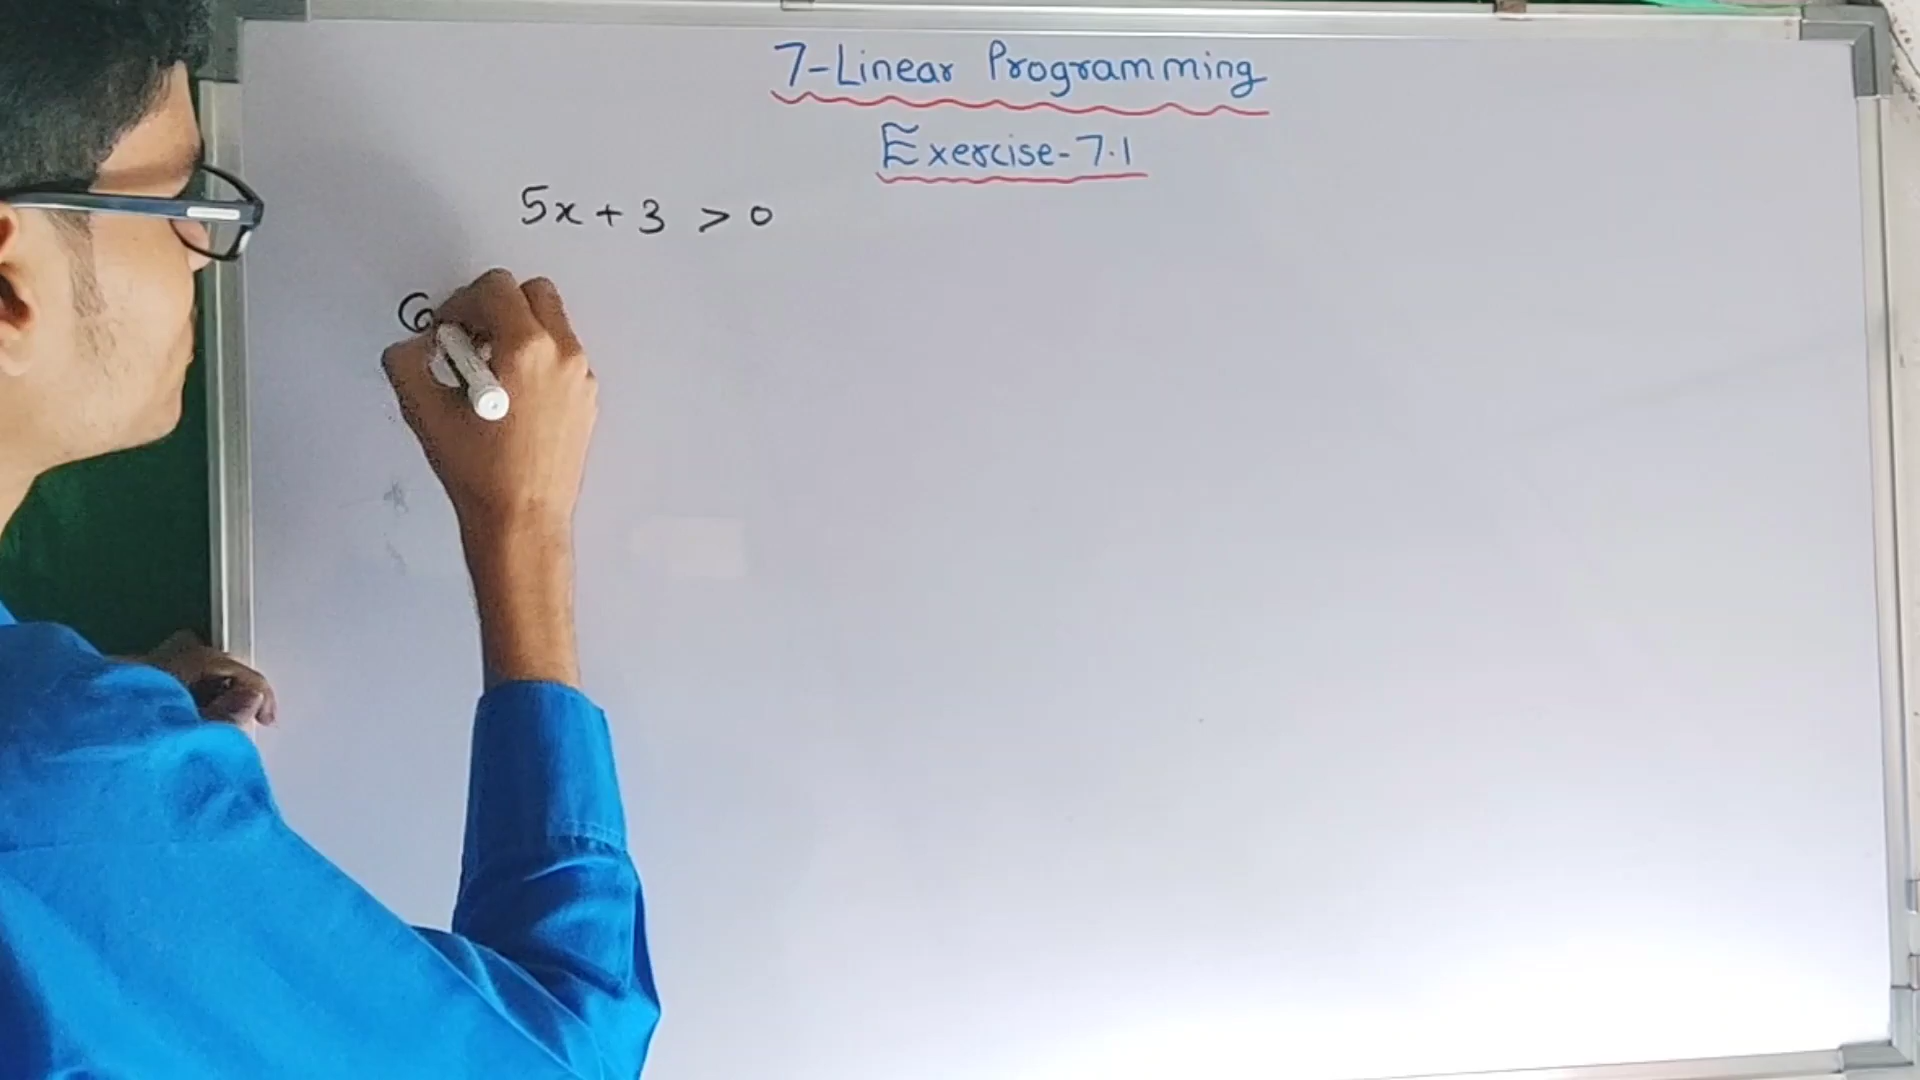 7-Linear Programming
Exercise-7.1
5x + 3 > 0